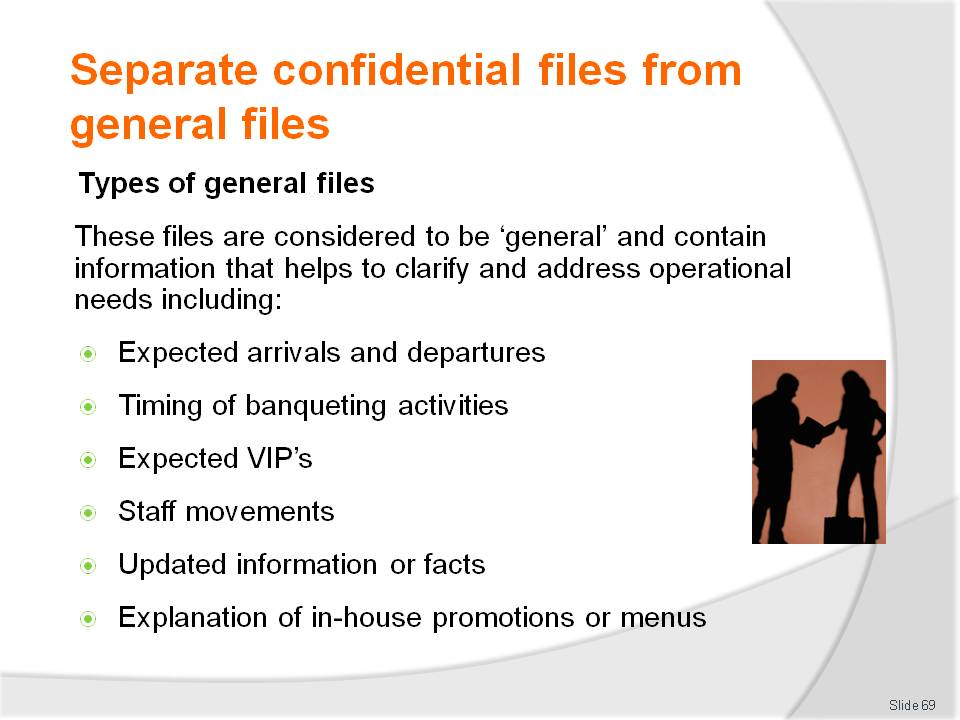 Separate confidential files from
general files
Types of general files
These files are considered to be ‘general’ and contain
information that helps to clarify and address operational
needs including:
Expected arrivals and departures
Timing of banqueting activities
Expected VIP’s
Staff movements
Updated information or facts
Explanation of in-house promotions or menus
Slide 69